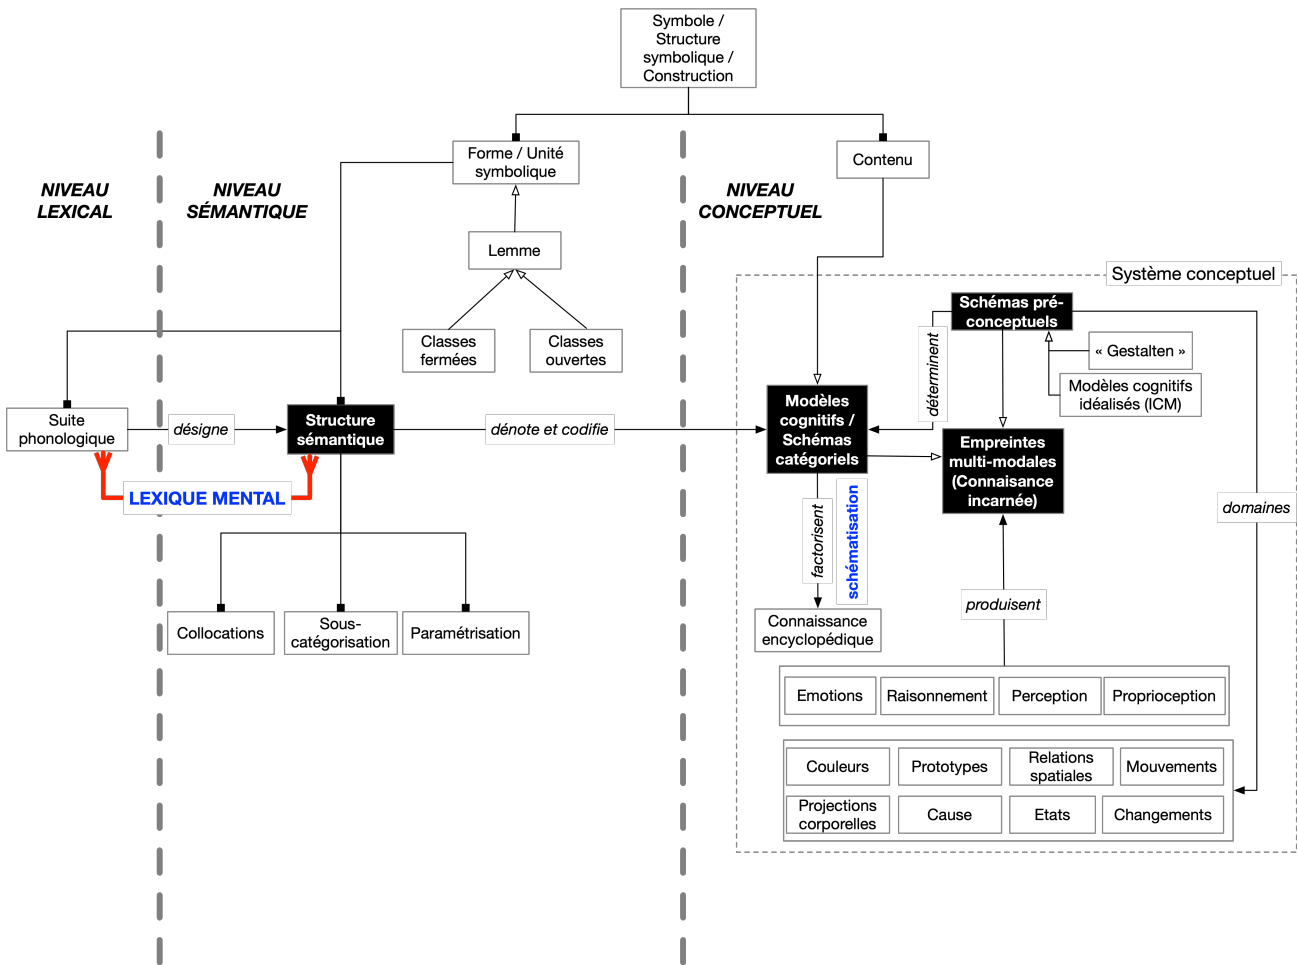 Symbole /
Structure
symbolique /
Construction
Forme / Unité
symbolique
Contenu
NIVEAU
LEXICAL
NIVEAU
SÉMANTIQUE
NIVEAU
CONCEPTUEL
Lemme
Classes
fermées
Classes
ouvertes
Système conceptuel
Schémas pré-
conceptuels
déterminent
« Gestalten »
Modèles cognitifs
idéalisés (ICM)
Suite
phonologique
désigne
Structure
sémantique
dénote et codifie
Modèles
cognitifs /
Schémas
catégoriels
Empreintes
multi-modales
(Connaisance
incarnée)
LEXIQUE MENTAL
domaines
factorisent
schématisation
produisent
Collocations
Sous-
catégorisation
Paramétrisation
Connaissance
encyclopédique
Emotions
Raisonnement
Perception
Proprioception
Couleurs
Prototypes
Relations
spatiales
Mouvements
Projections
corporelles
Cause
Etats
Changements